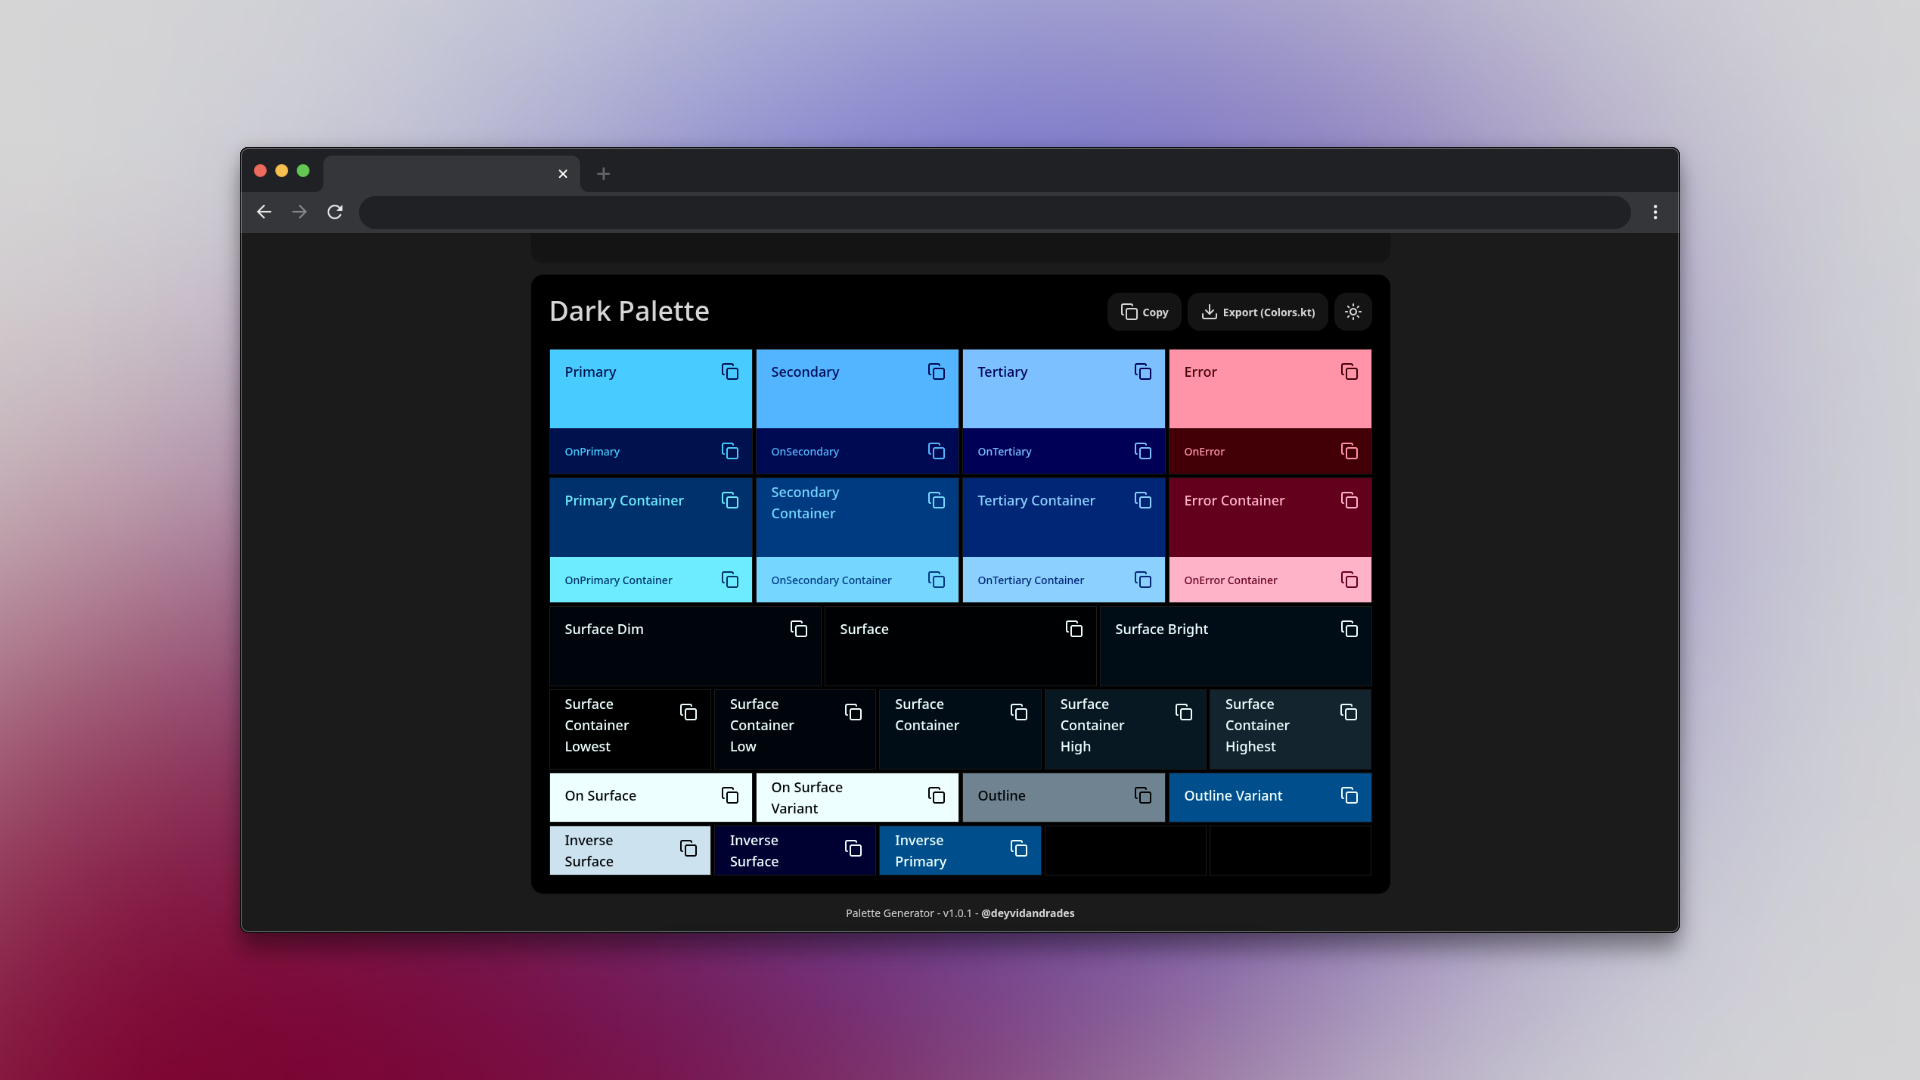 Dark Palette
Copy
Export (Colors.kt)
Primary
Secondary
Tertiary
Error
OnPrimary
OnSecondary
OnTertiary
OnError
Primary Container
Secondary
Container
Tertiary Container
Error Container
OnPrimary Container
OnSecondary Container
OnTertiary Container
OnError Container
Surface Dim
Surface
Surface Bright
Surface
Container
Lowest
Surface
Container
Low
Surface
Container
Surface
Container
High
Surface
Container
Highest
On Surface
On Surface
Variant
Outline
Outline Variant
Inverse
Surface
Inverse
Surface
Inverse
Primary
Palette Generator - v1.0.1 - @deyvidandrades